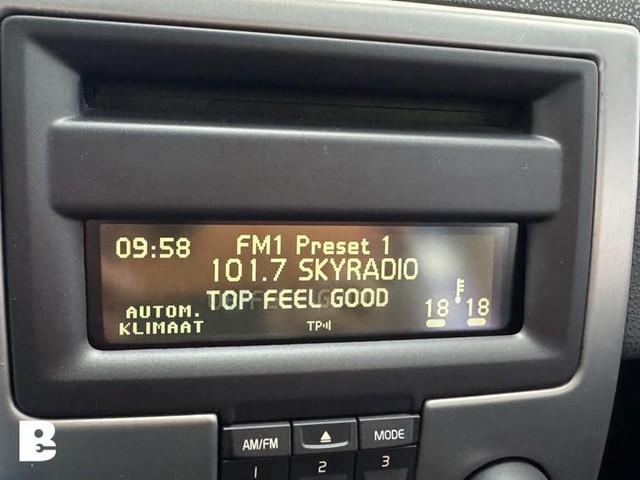 09:58
FM1 Preset 1
101.7 SKYRADIO
TOP FEEL GOOD
AUTOM.
KLIMAAT
TP
18 18
AM/FM
MODE
1 2 3
B